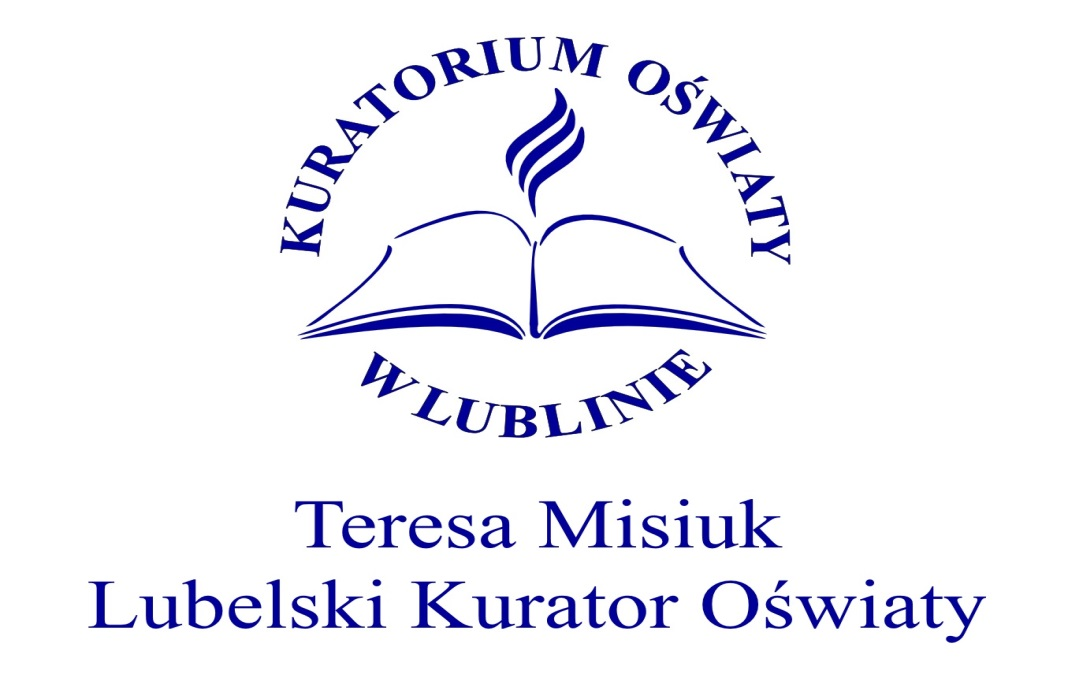 KURATORIUM OŚWIATY
W LUBLINIE
Teresa Misiuk
Lubelski Kurator Oświaty